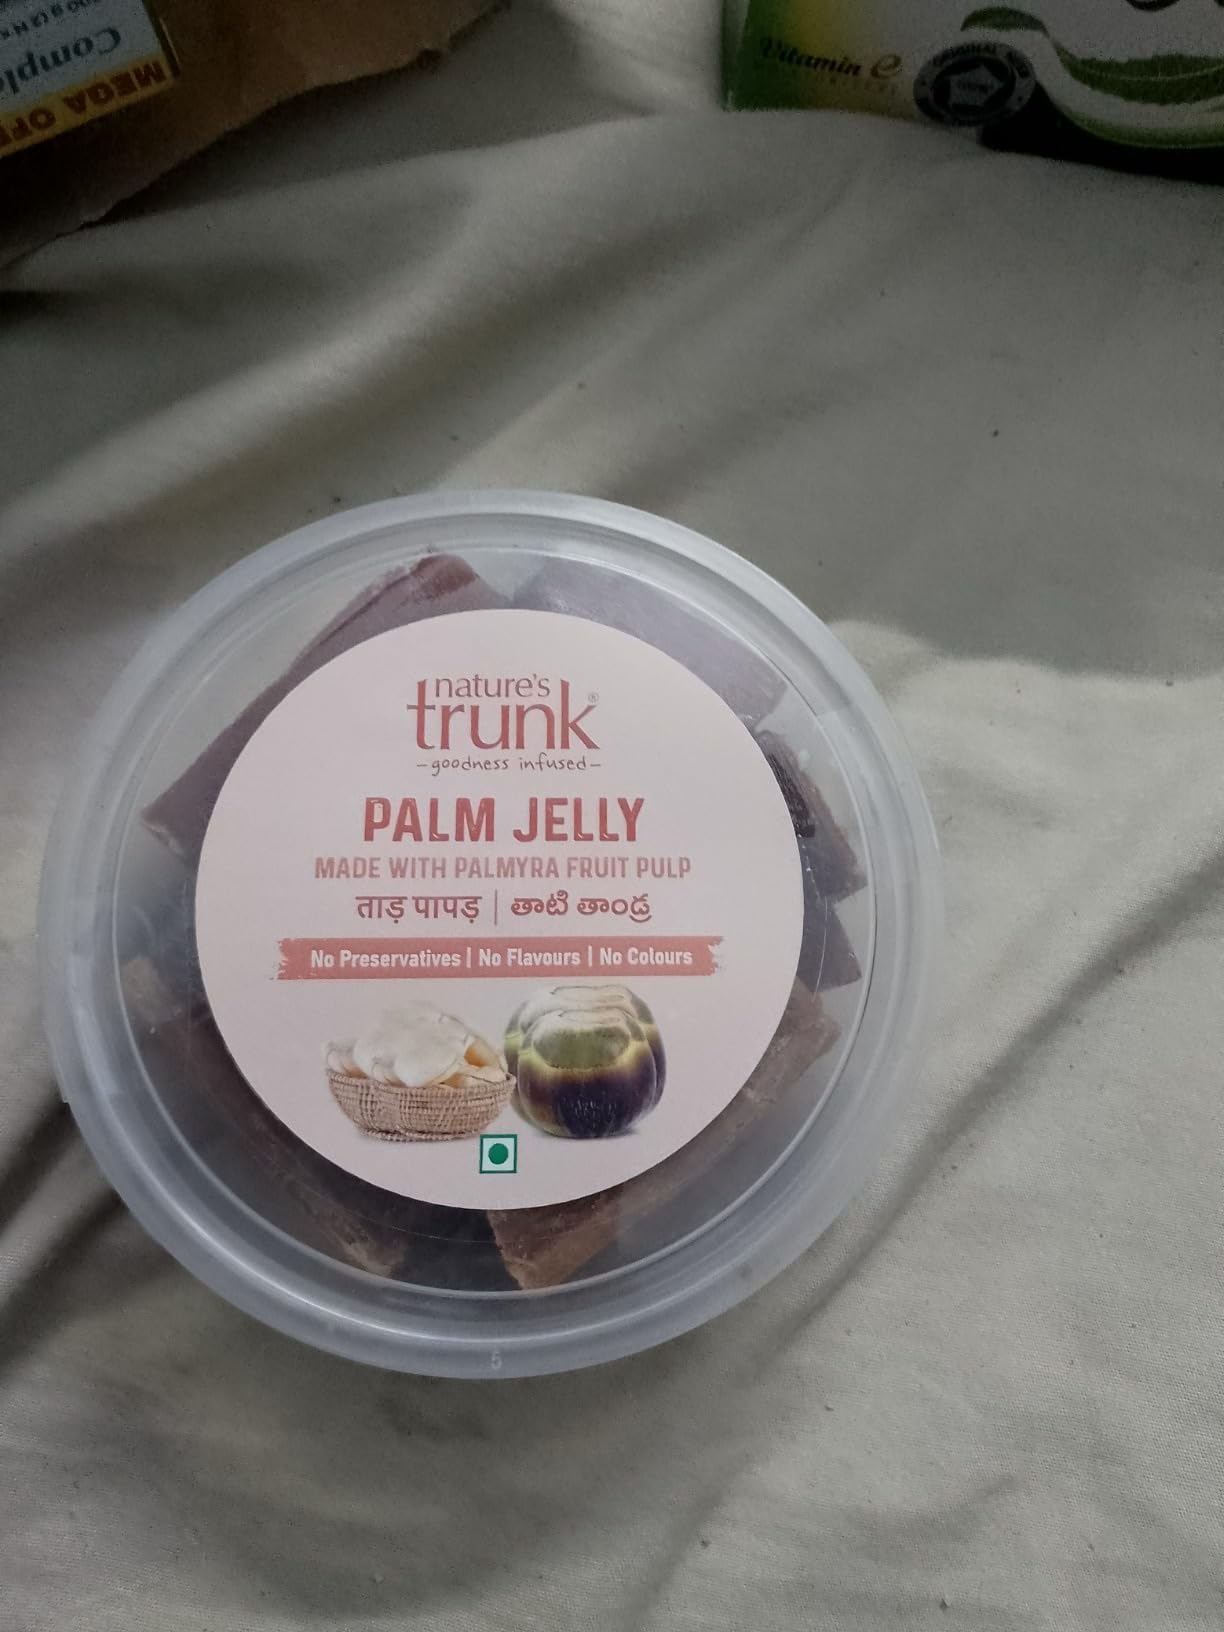 MEGA
Vitamin e
nature's
trunk®
-goodness infused-
PALM JELLY
MADE WITH PALMYRA FRUIT PULP
ताड़ पापड़ | తాటి తాండ్ర
No Preservatives | No Flavours | No Colours
5